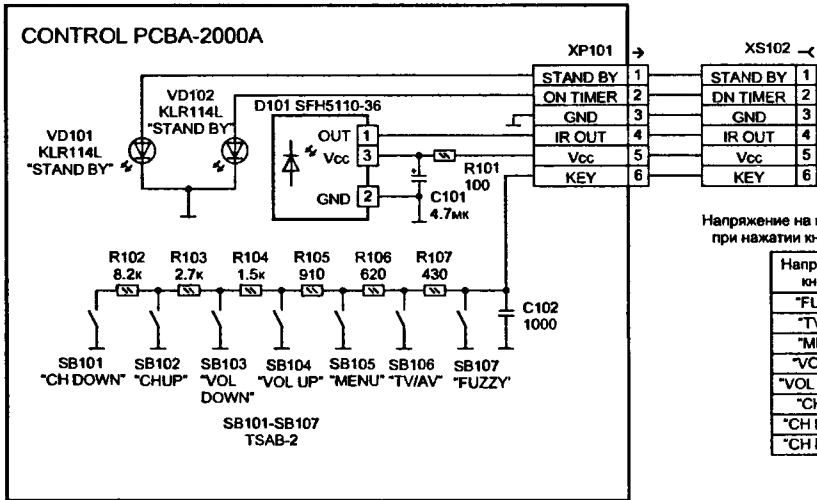 CONTROL PCBA-2000A
XP101
XS102
STAND BY 1
STAND BY 1
ON TIMER 2
DN TIMER 2
GND 3
GND 3
IR OUT 4
IR OUT 4
Vcc 5
Vcc 5
KEY 6
KEY 6
VD102
KLR114L
"STAND BY"
D101 SFH5110-36
VD101
KLR114L
"STAND BY"
OUT 1
Vcc 3
GND 2
R101
100
C101
4.7мк
Напряжение на
при нажатии
R102
8.2к
R103
2.7к
R104
1.5к
R105
910
R106
620
R107
430
C102
1000
SB101
"CH DOWN"
SB102
"CHUP"
SB103
"VOL
DOWN"
SB104
"VOL UP"
SB105
"MENU"
SB106
"TV/AV"
SB107
"FUZZY'
SB101-SB107
TSAB-2
"VOL
"CH
"CH